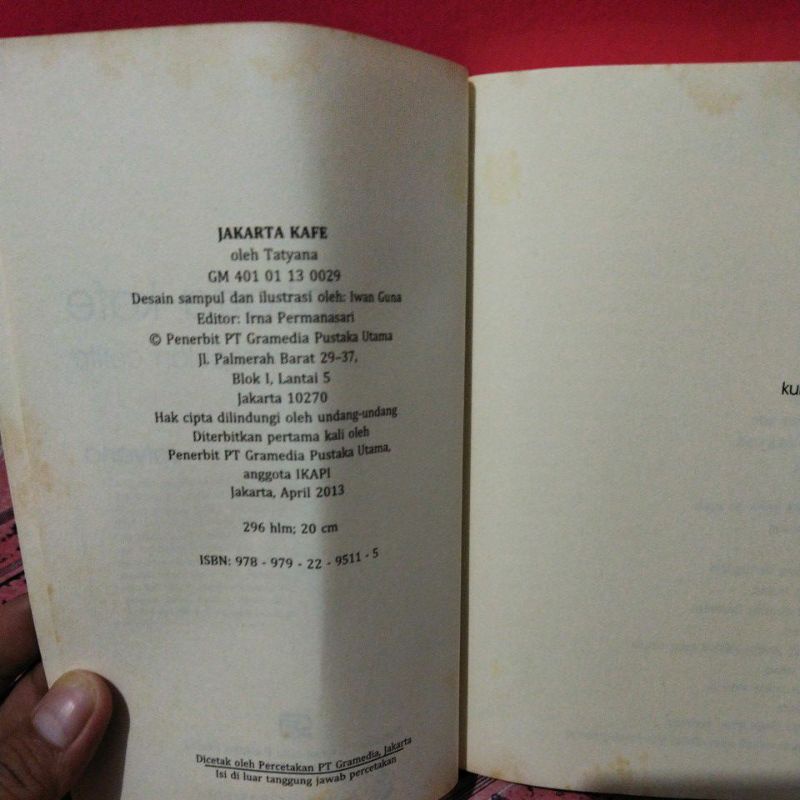 JAKARTA KAFE
oleh Tatyana
GM 401 01 13 0029
Desain sampul dan ilustrasi oleh: Iwan Guna
Editor: Irna Permanasari
© Penerbit PT Gramedia Pustaka Utama
Jl. Palmerah Barat 29–37,
Blok I, Lantai 5
Jakarta 10270
Hak cipta dilindungi oleh undang-undang
Diterbitkan pertama kali oleh
Penerbit PT Gramedia Pustaka Utama,
anggota IKAPI
Jakarta, April 2013
296 hlm; 20 cm
ISBN: 978 - 979 - 22 - 9511 - 5
Dicetak oleh Percetakan PT Gramedia, Jakarta
Isi di luar tanggung jawab percetakan